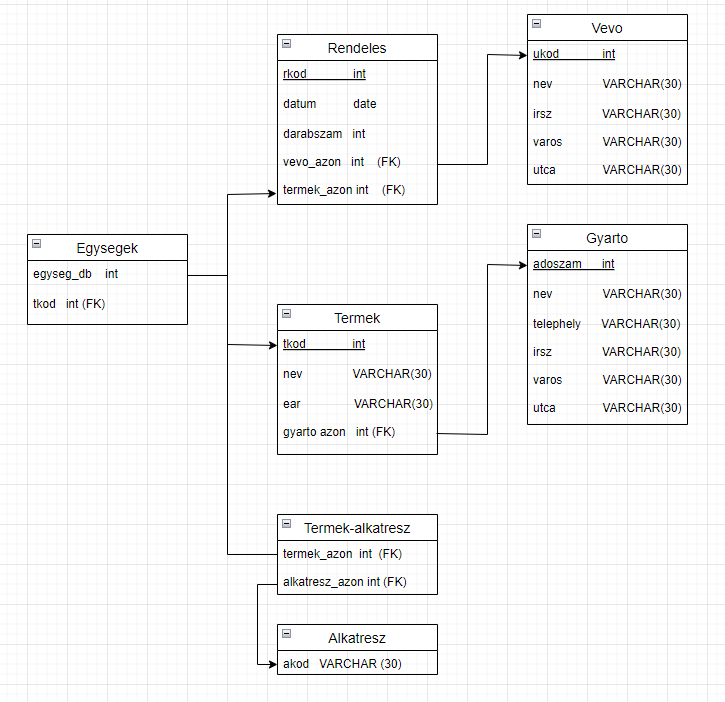 Rendeles
rkod int
datum date
darabszam int
vevo_azon int (FK)
termek_azon int (FK)
Vevo
ukod int
nev VARCHAR(30)
irsz VARCHAR(30)
varos VARCHAR(30)
utca VARCHAR(30)
Egysegek
egyseg_db int
tkod int (FK)
Gyarto
adoszam int
nev VARCHAR(30)
telephely VARCHAR(30)
irsz VARCHAR(30)
varos VARCHAR(30)
utca VARCHAR(30)
Termek
tkod int
nev VARCHAR(30)
ear VARCHAR(30)
gyarto azon int (FK)
Termek-alkatresz
termek_azon int (FK)
alkatresz_azon int (FK)
Alkatresz
akod VARCHAR (30)